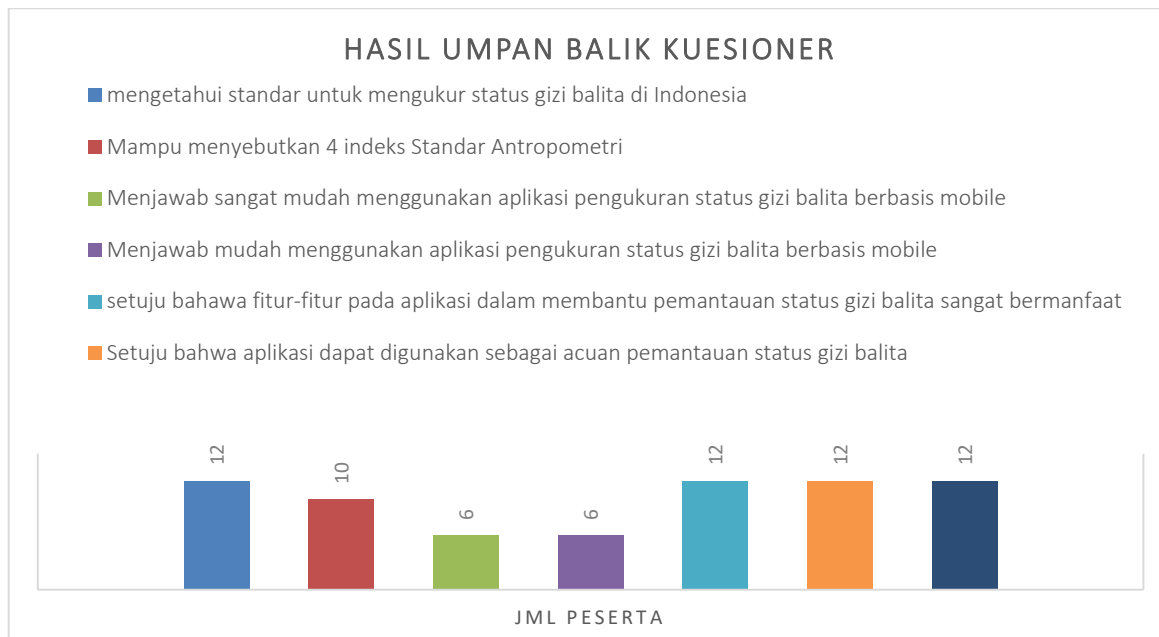 HASIL UMPAN BALIK KUESIONER
mengetahui standar untuk mengukur status gizi balita di Indonesia
Mampu menyebutkan 4 indeks Standar Antropometri
Menjawab sangat mudah menggunakan aplikasi pengukuran status gizi balita berbasis mobile
Menjawab mudah menggunakan aplikasi pengukuran status gizi balita berbasis mobile
setuju bahawa fitur-fitur pada aplikasi dalam membantu pemantauan status gizi balita sangat bermanfaat
Setuju bahwa aplikasi dapat digunakan sebagai acuan pemantauan status gizi balita
12
10
6
6
12
12
12
JML PESERTA